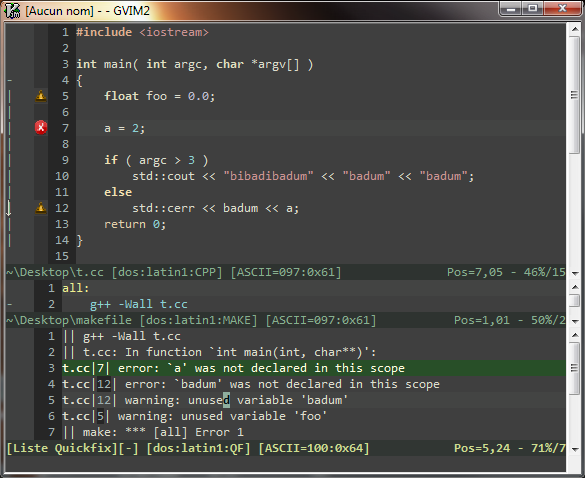 [Aucun nom] - - GVIM2
1 #include <iostream>
2
3 int main( int argc, char *argv[] )
4 {
5 float foo = 0.0;
6
7 a = 2;
8
9 if ( argc > 3 )
10 std::cout << "bibadibadum" << "badum" << "badum";
11 else
12 std::cerr << badum << a;
13 return 0;
14 }
15
~\Desktop\t.cc [dos:latin1:CPP] [ASCII=097:0x61] Pos=7,05 - 46%/15
1 all:
2 g++ -Wall t.cc
~\Desktop\makefile [dos:latin1:MAKE] [ASCII=097:0x61] Pos=1,01 - 50%/2
1 || g++ -Wall t.cc
2 || t.cc: In function `int main(int, char**)':
3 t.cc|7| error: `a' was not declared in this scope
4 t.cc|12| error: `badum' was not declared in this scope
5 t.cc|12| warning: unused variable 'badum'
6 t.cc|5| warning: unused variable 'foo'
7 || make: *** [all] Error 1
[Liste Quickfix][-] [dos:latin1:QF] [ASCII=100:0x64] Pos=5,24 - 71%/7